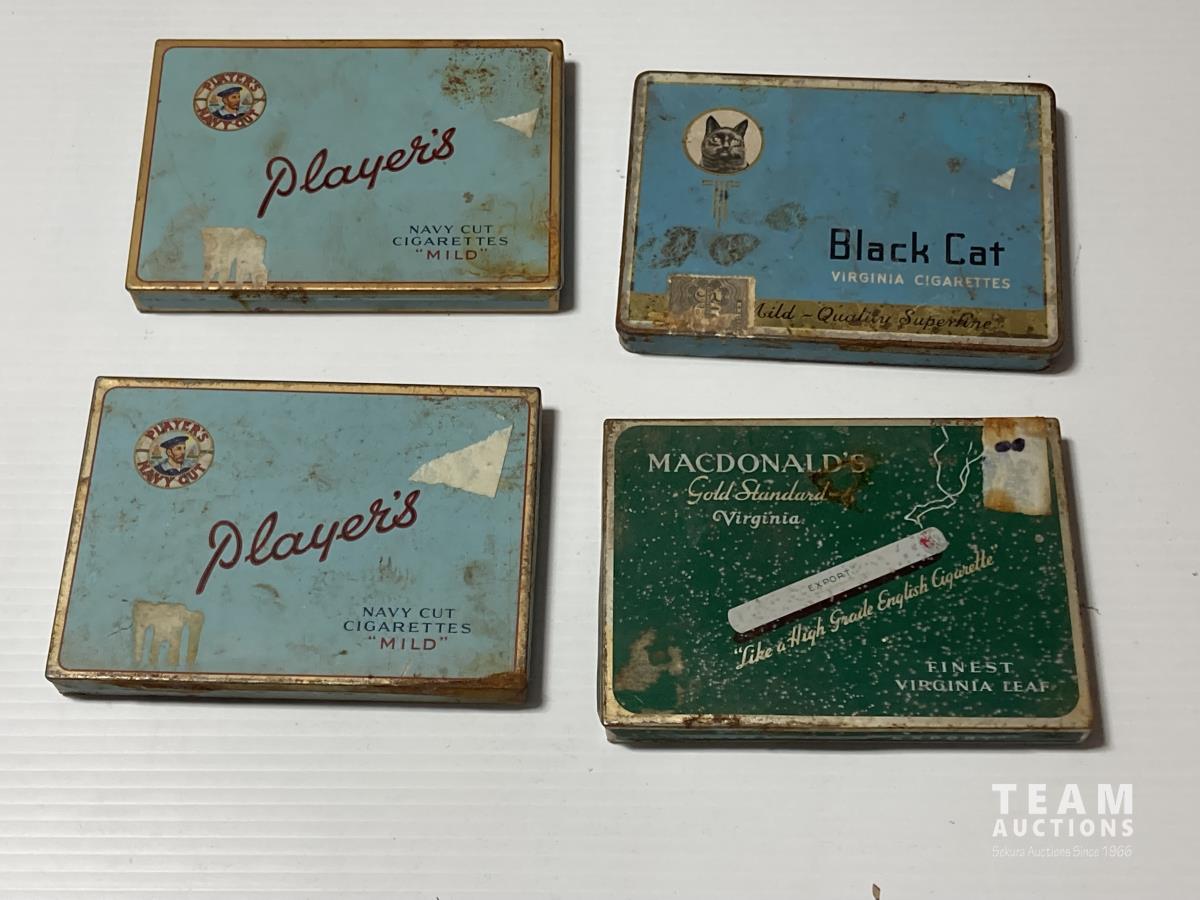 PLAYER'S
NAVY CUT
Player's
NAVY CUT
CIGARETTES
"MILD"
Black Cat
VIRGINIA CIGARETTES
Mild - Quality Superfine
PLAYER'S
NAVY CUT
Player's
NAVY CUT
CIGARETTES
"MILD"
MACDONALD'S
Gold Standard
Virginia
EXPORT
"Like a High Grade English Cigarette"
FINEST
VIRGINIA LEAF
TEAM
AUCTIONS
Sekura Auctions Since 1966